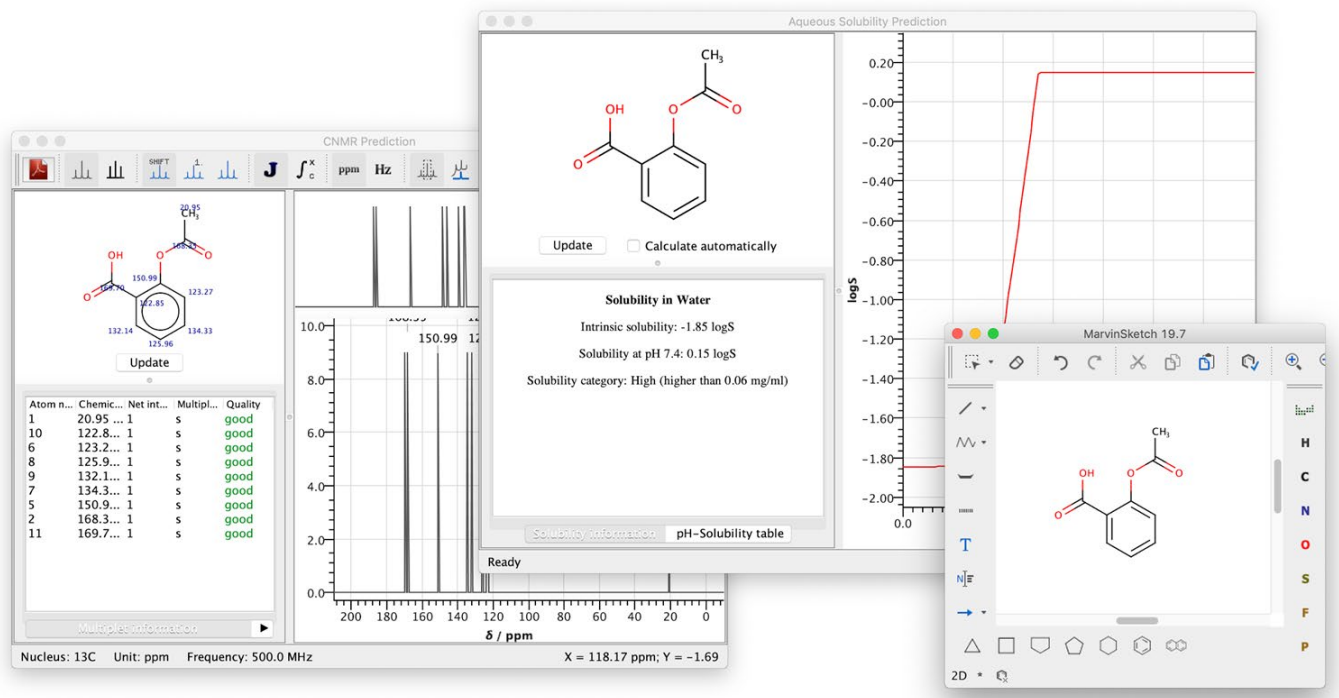 Aqueous Solubility Prediction
CH3
OH
O
O
O
Update
Calculate automatically
Solubility in Water
Intrinsic solubility: -1.85 logS
Solubility at pH 7.4: 0.15 logS
Solubility category: High (higher than 0.06 mg/ml)
Solubility information
pH-Solubility table
Ready
logS
0.20
-0.00
-0.20
-0.40
-0.60
-0.80
-1.00
-1.20
-1.40
-1.60
-1.80
-2.00
0.0
CNMR Prediction
SHIFT
1
J
ppm
Hz
20.95
CH3
OH
O
O
O
150.99
123.27
122.85
132.14
134.33
125.96
Update
Atom n... Chemic... Net int... Multipl... Quality
1 20.95 ... 1 s good
10 122.8... 1 s good
6 123.2... 1 s good
8 125.9... 1 s good
9 132.1... 1 s good
7 134.3... 1 s good
5 150.9... 1 s good
2 168.3... 1 s good
11 169.7... 1 s good
Multiplet information
150.99
10.0
8.0
6.0
4.0
2.0
0.0
200 180 160 140 120 100 80 60 40 20 0
δ / ppm
Nucleus: 13C Unit: ppm Frequency: 500.0 MHz
X = 118.17 ppm; Y = -1.69
MarvinSketch 19.7
CH3
OH
O
O
O
T
H
C
N
O
S
F
P
2D